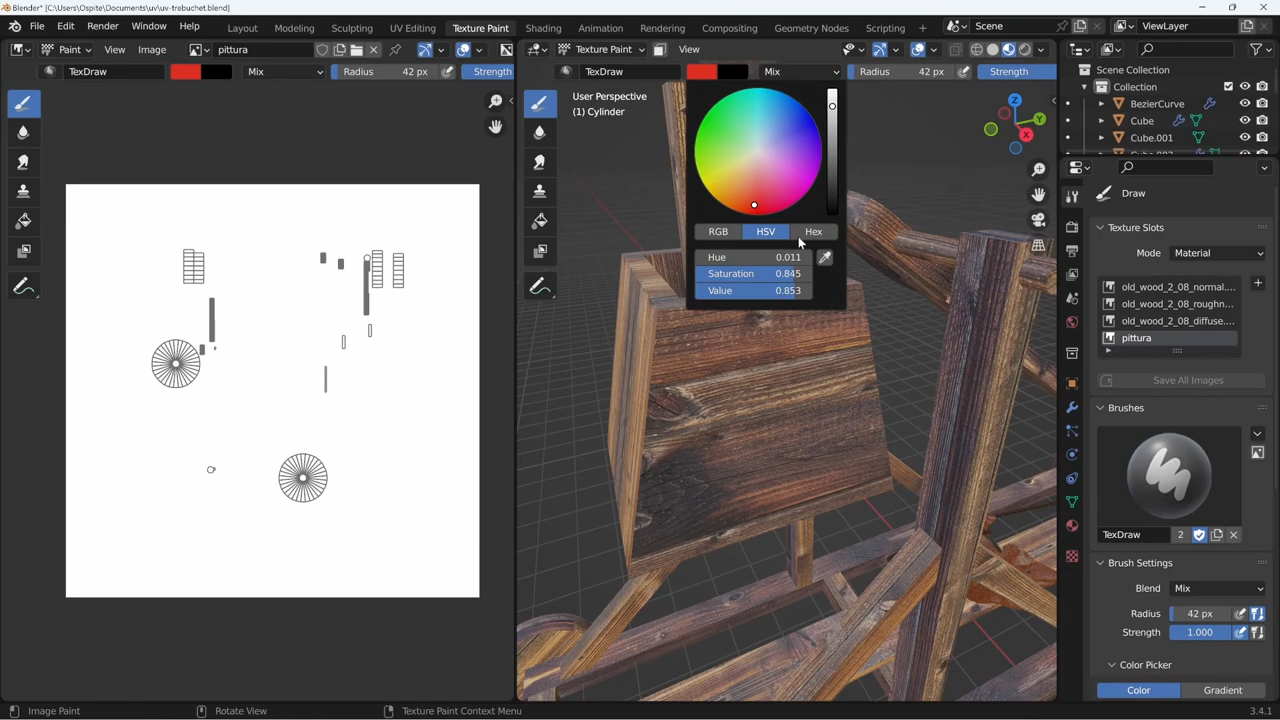 Blender* [C:\Users\Ospite\Documents\uv\uv-trebuchet.blend]
File Edit Render Window Help Layout Modeling Sculpting UV Editing Texture Paint Shading Animation Rendering Compositing Geometry Nodes Scripting Scene ViewLayer
Paint View Image pittura Texture Paint View
TexDraw Mix Radius 42 px Strength TexDraw Mix Radius 42 px Strength
Scene Collection
Collection
BezierCurve
Cube
Cube.001
User Perspective
(1) Cylinder
Z
Y
X
RGB HSV Hex
Hue 0.011
Saturation 0.845
Value 0.853
Draw
Texture Slots
Mode Material
old_wood_2_08_normal....
old_wood_2_08_roughn....
old_wood_2_08_diffuse....
pittura
Save All Images
Brushes
TexDraw 2
Brush Settings
Blend Mix
Radius 42 px
Strength 1.000
Color Picker
Color Gradient
Image Paint Rotate View Texture Paint Context Menu 3.4.1